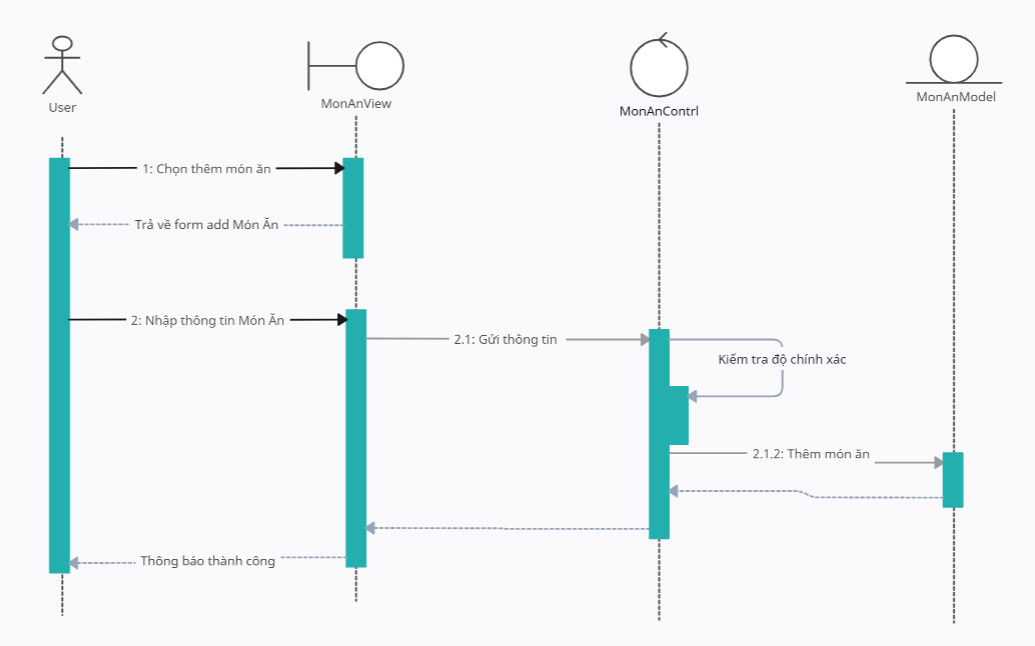 User
MonAnView
MonAnContrl
MonAnModel
1: Chọn thêm món ăn
Trả về form add Món Ăn
2: Nhập thông tin Món Ăn
2.1: Gửi thông tin
Kiểm tra độ chính xác
2.1.2: Thêm món ăn
Thông báo thành công